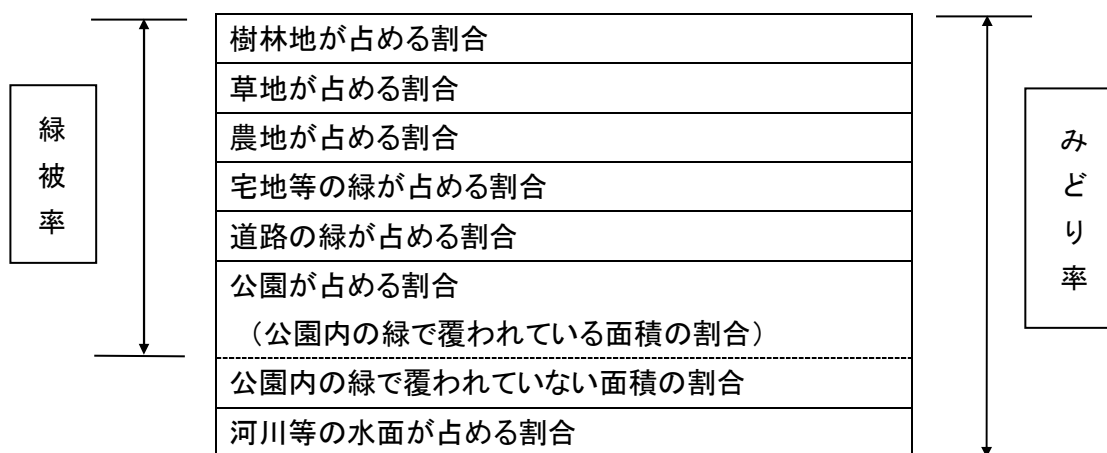 緑被率
樹林地が占める割合
草地が占める割合
農地が占める割合
宅地等の緑が占める割合
道路の緑が占める割合
公園が占める割合
（公園内の緑で覆われている面積の割合）
公園内の緑で覆われていない面積の割合
河川等の水面が占める割合
みどり率